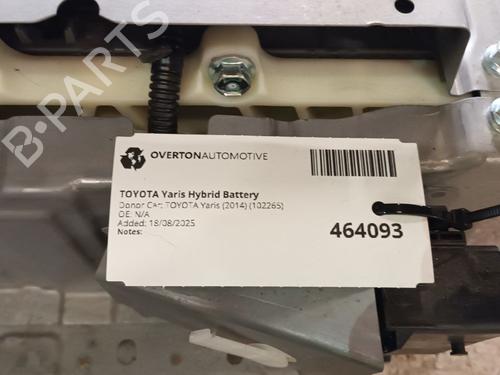 B-PARTS
OVERTONAUTOMOTIVE
TOYOTA Yaris Hybrid Battery
Donor Car: TOYOTA Yaris (2014) (102265)
OE: N/A
Added: 18/08/2025
Notes:
464093